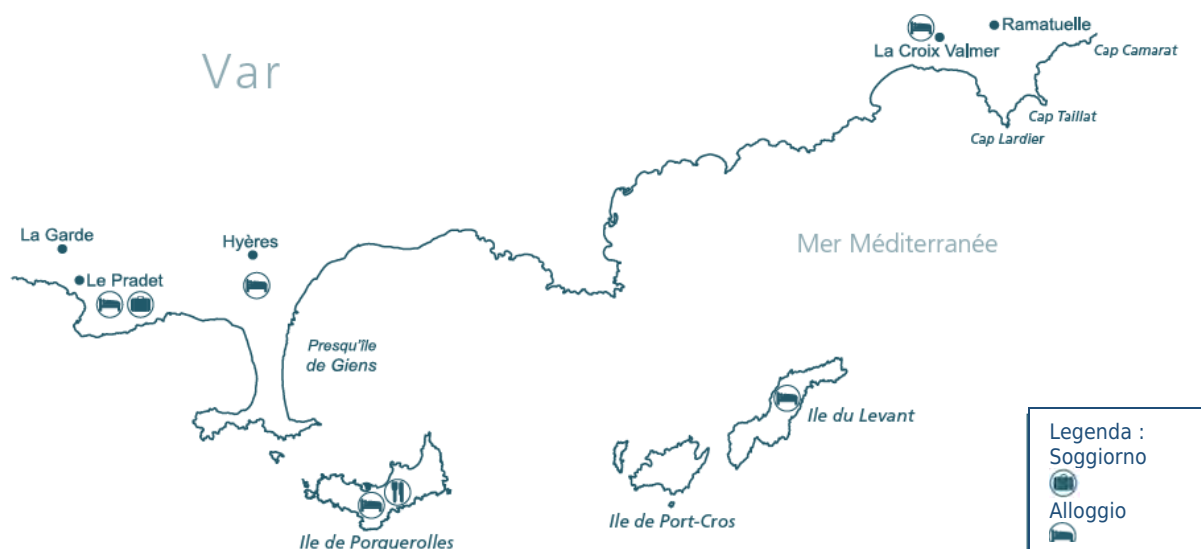 Var
Ramatuelle
La Croix Valmer
Cap Camarat
Cap Taillat
Cap Lardier
La Garde
Hyères
Mer Méditerranée
Le Pradet
Presqu'île
de Giens
Ile du Levant
Ile de Port-Cros
Ile de Porquerolles
Legenda :
Soggiorno
Alloggio